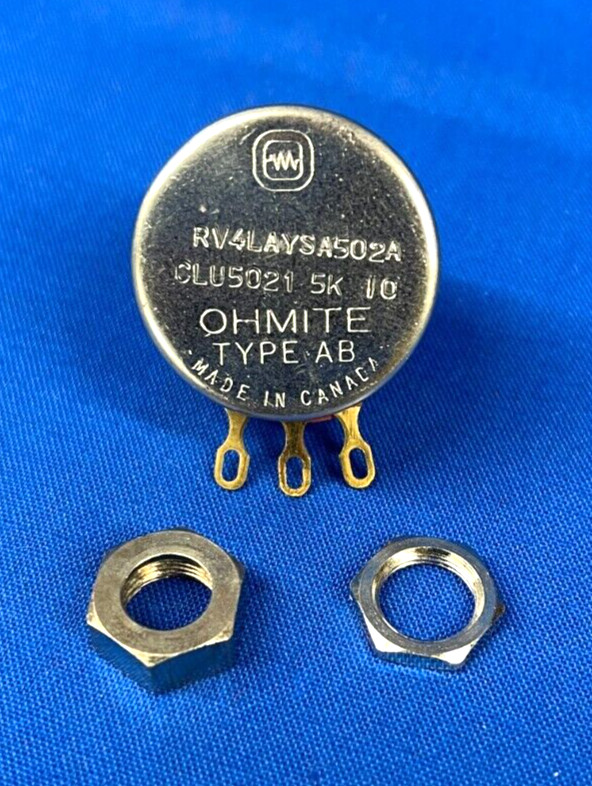 RV4LAYSA502A
CLU5021 5K 10
OHMITE
TYPE AB
MADE IN CANADA